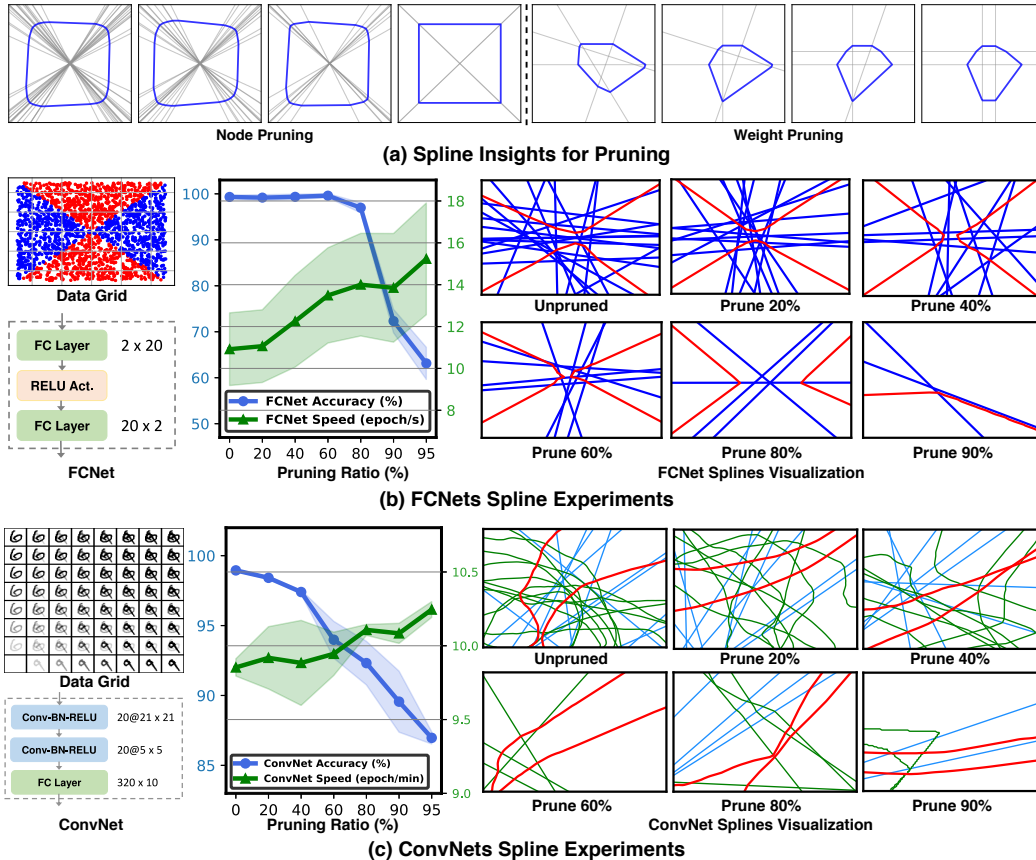 Node Pruning
Weight Pruning
(a) Spline Insights for Pruning
Data Grid
FC Layer 2 x 20
RELU Act.
FC Layer 20 x 2
FCNet
100
90
80
70
60
50
18
16
14
12
10
8
FCNet Accuracy (%)
FCNet Speed (epoch/s)
0 20 40 60 80 90 95
Pruning Ratio (%)
Unpruned
Prune 20%
Prune 40%
Prune 60%
Prune 80%
Prune 90%
FCNet Splines Visualization
(b) FCNets Spline Experiments
Data Grid
Conv-BN-RELU 20@21 x 21
Conv-BN-RELU 20@5 x 5
FC Layer 320 x 10
ConvNet
100
95
90
85
10.5
10.0
9.5
9.0
ConvNet Accuracy (%)
ConvNet Speed (epoch/min)
0 20 40 60 80 90 95
Pruning Ratio (%)
Unpruned
Prune 20%
Prune 40%
Prune 60%
Prune 80%
Prune 90%
ConvNet Splines Visualization
(c) ConvNets Spline Experiments